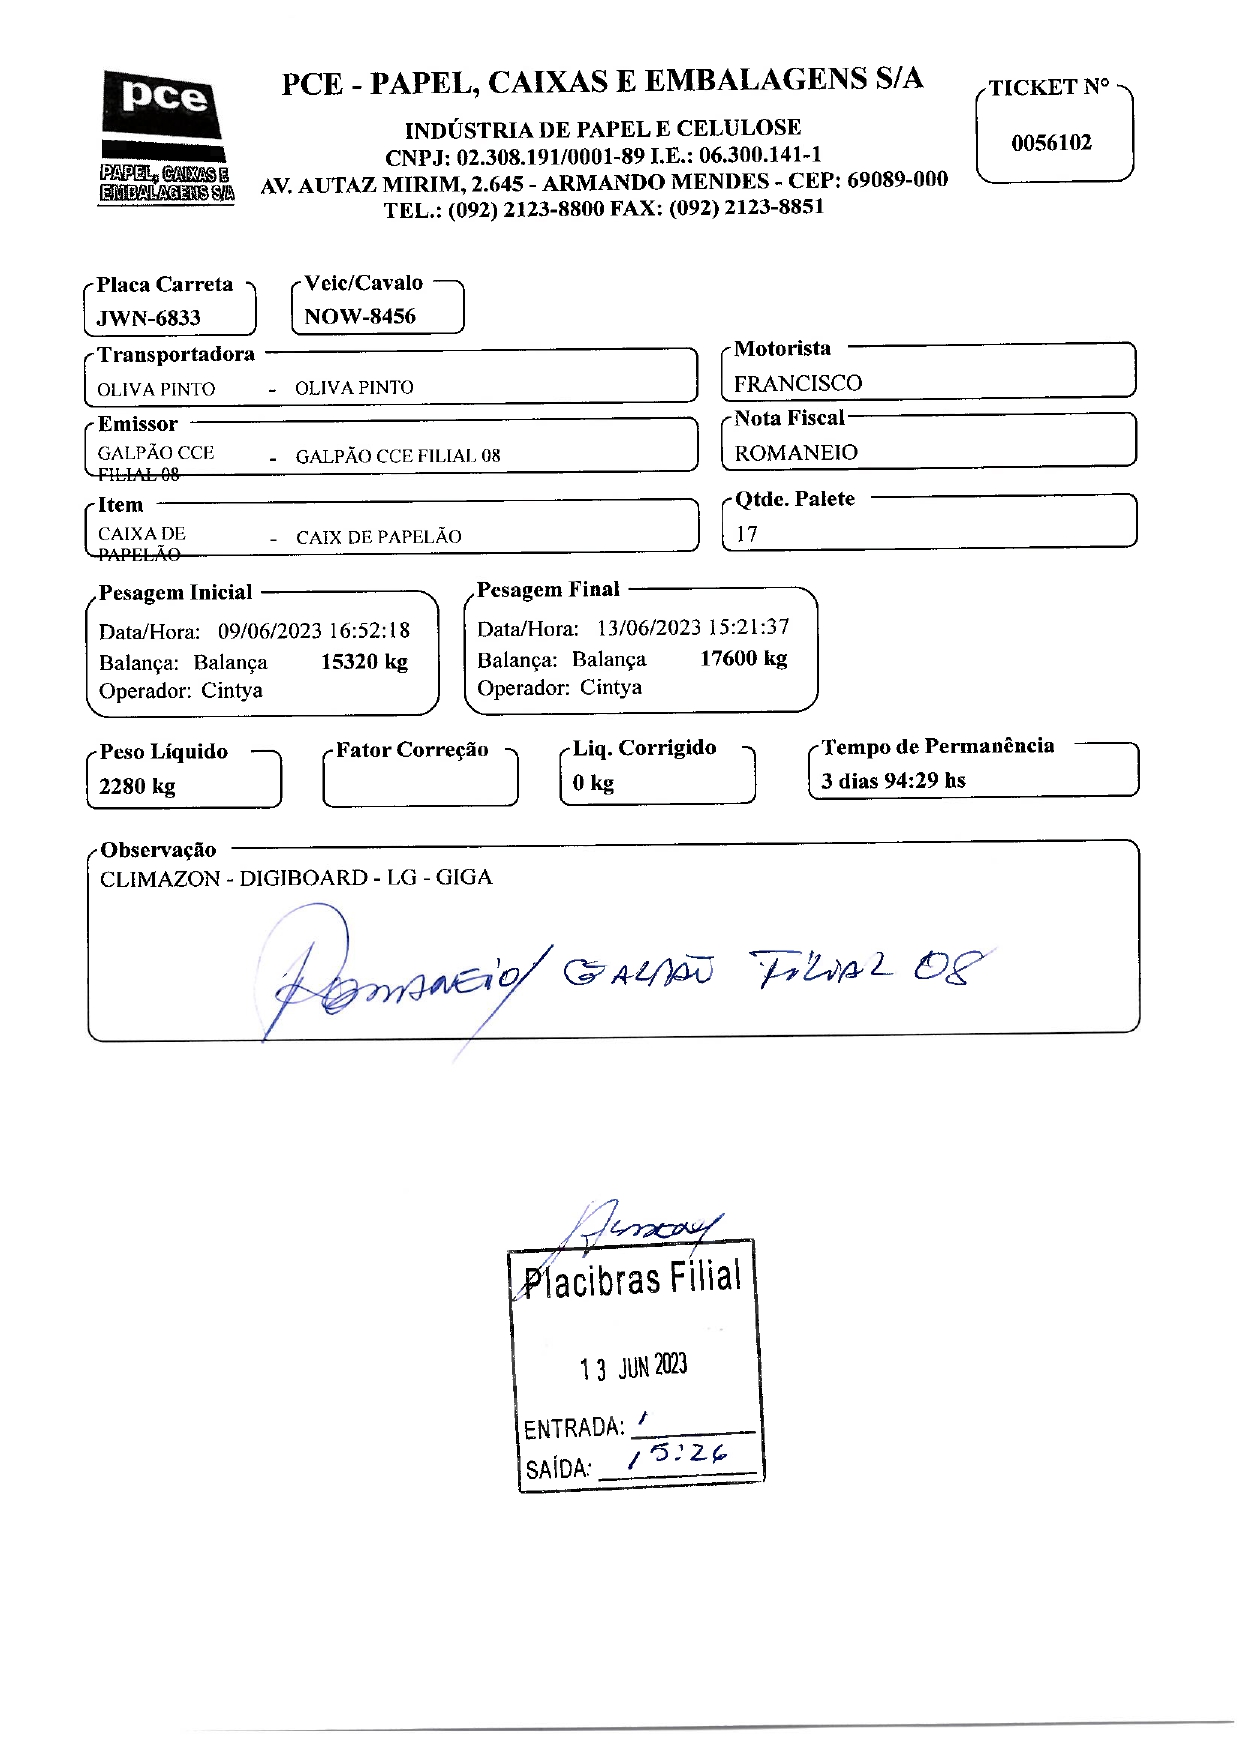 pce
PAPEL, CAIXAS E
EMBALAGENS S/A
PCE - PAPEL, CAIXAS E EMBALAGENS S/A
INDÚSTRIA DE PAPEL E CELULOSE
CNPJ: 02.308.191/0001-89 I.E.: 06.300.141-1
AV. AUTAZ MIRIM, 2.645 - ARMANDO MENDES - CEP: 69089-000
TEL.: (092) 2123-8800 FAX: (092) 2123-8851
TICKET Nº
0056102
Placa Carreta
JWN-6833
Veic/Cavalo
NOW-8456
Transportadora
OLIVA PINTO - OLIVA PINTO
Motorista
FRANCISCO
Emissor
GALPÃO CCE FILIAL 08 - GALPÃO CCE FILIAL 08
Nota Fiscal
ROMANEIO
Item
CAIXA DE PAPELÃO - CAIX DE PAPELÃO
Qtde. Palete
17
Pesagem Inicial
Data/Hora: 09/06/2023 16:52:18
Balança: Balança 15320 kg
Operador: Cintya
Pesagem Final
Data/Hora: 13/06/2023 15:21:37
Balança: Balança 17600 kg
Operador: Cintya
Peso Líquido
2280 kg
Fator Correção
Liq. Corrigido
0 kg
Tempo de Permanência
3 dias 94:29 hs
Observação
CLIMAZON - DIGIBOARD - LG - GIGA
Romaneio/ GALPÃO FILIAL 08
Placibras Filial
13 JUN 2023
ENTRADA: /
SAÍDA: 15:26